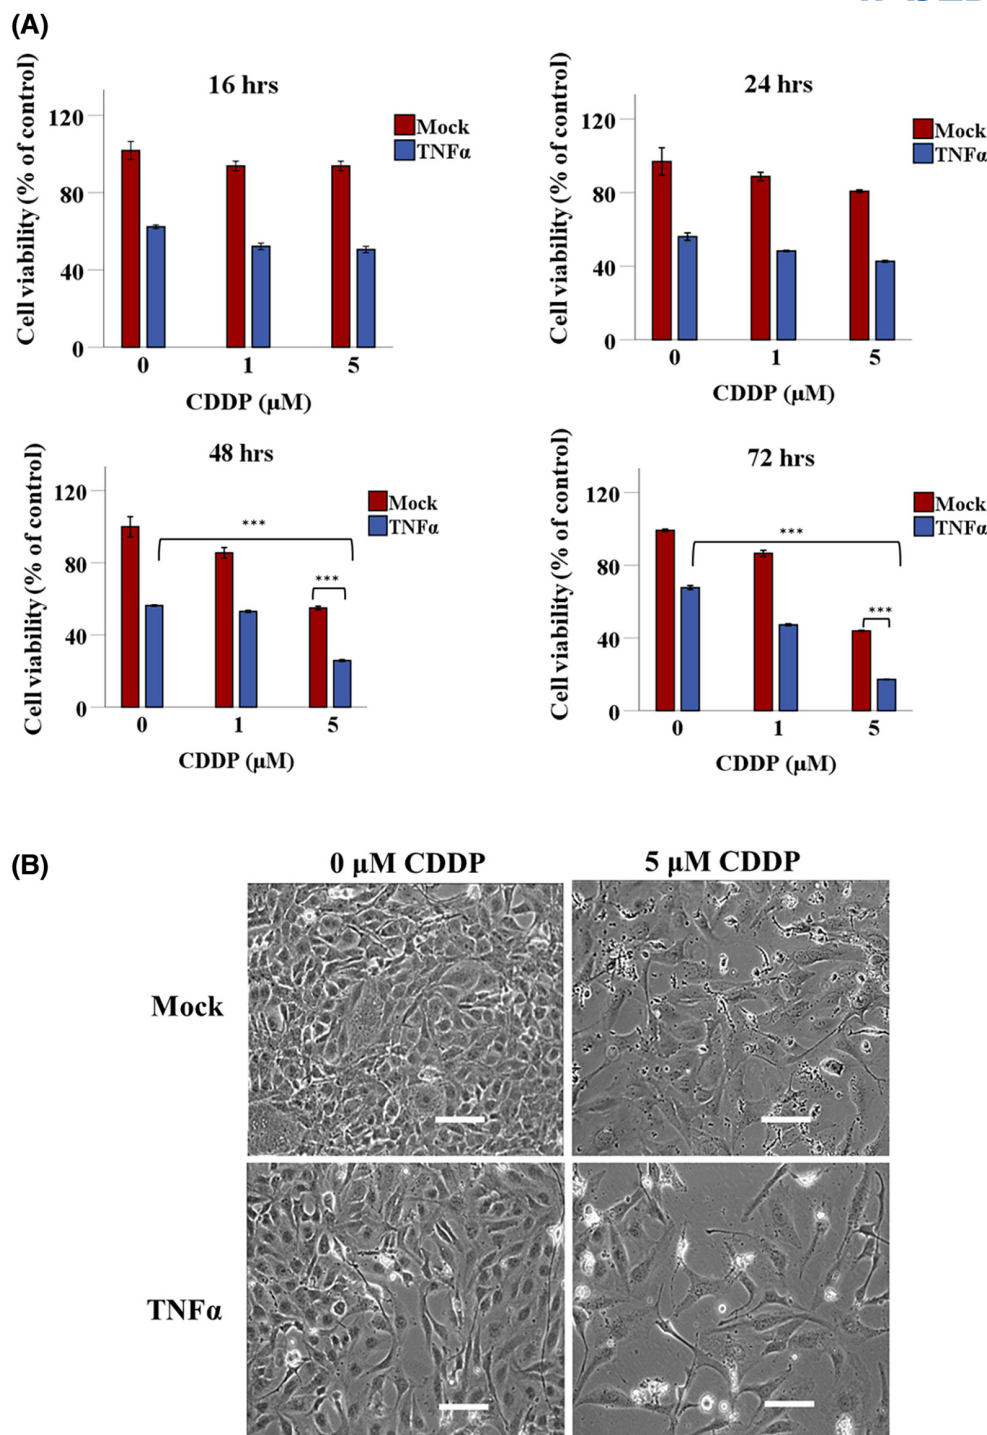 (A)
16 hrs
Cell viability (% of control)
120
80
40
0
Mock
TNFα
0 1 5
CDDP (µM)
24 hrs
Cell viability (% of control)
120
80
40
0
Mock
TNFα
0 1 5
CDDP (µM)
48 hrs
Cell viability (% of control)
120
80
40
0
Mock
TNFα
***
***
0 1 5
CDDP (µM)
72 hrs
Cell viability (% of control)
120
80
40
0
Mock
TNFα
***
***
0 1 5
CDDP (µM)
(B)
0 µM CDDP
5 µM CDDP
Mock
TNFα